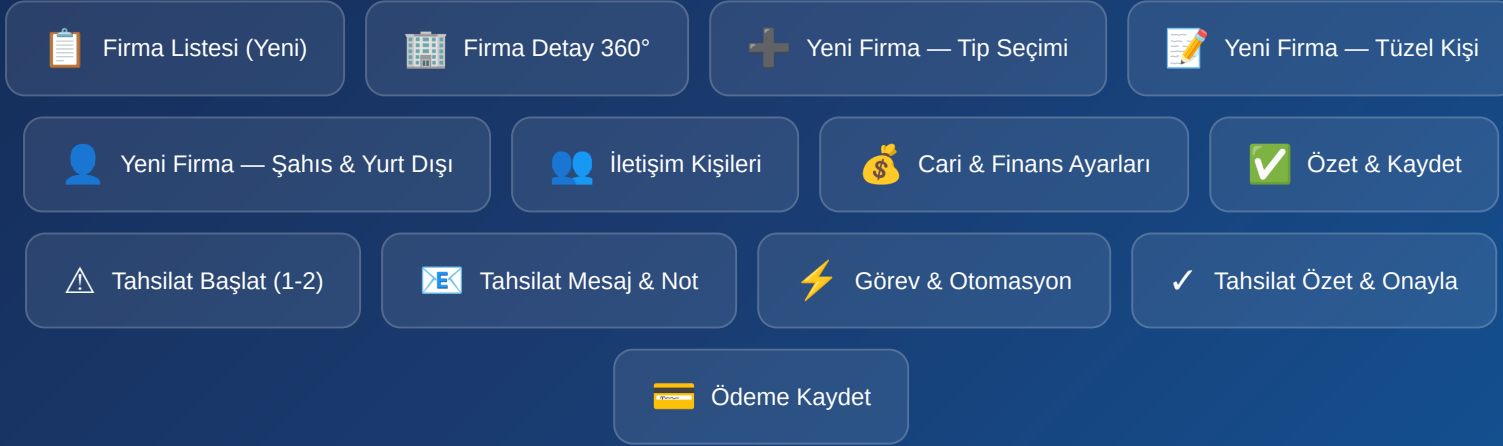 Firma Listesi (Yeni)
Firma Detay 360°
Yeni Firma — Tip Seçimi
Yeni Firma — Tüzel Kişi
Yeni Firma — Şahıs & Yurt Dışı
İletişim Kişileri
Cari & Finans Ayarları
Özet & Kaydet
Tahsilat Başlat (1-2)
Tahsilat Mesaj & Not
Görev & Otomasyon
Tahsilat Özet & Onayla
Ödeme Kaydet